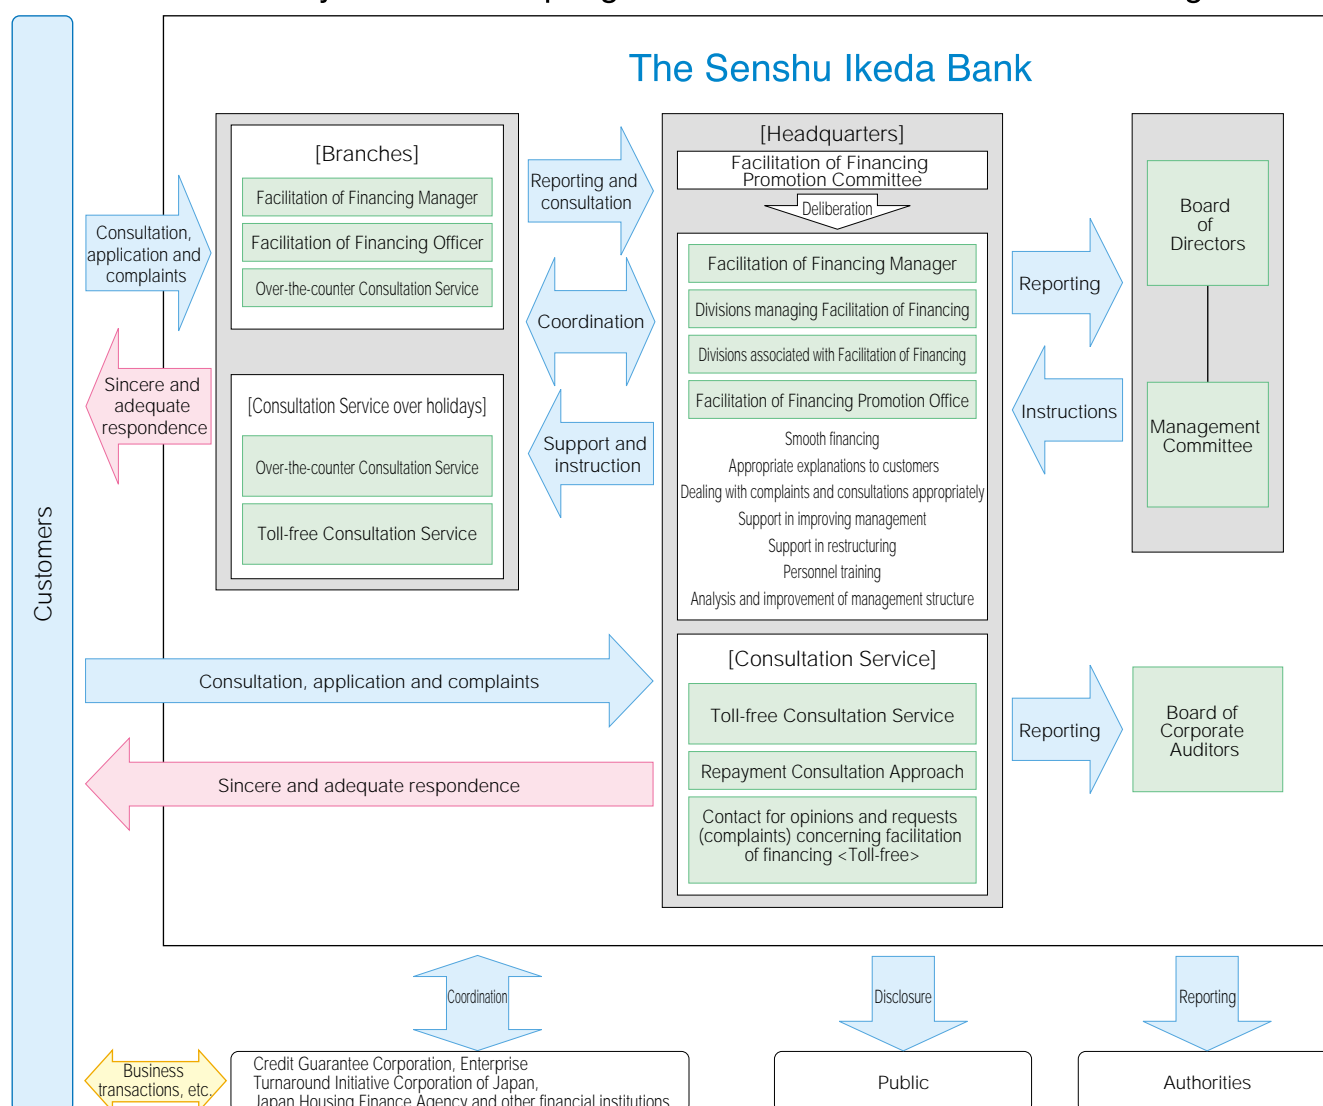 The Senshu Ikeda Bank
Customers
Consultation,
application and
complaints
Sincere and
adequate
respondence
[Branches]
Facilitation of Financing Manager
Facilitation of Financing Officer
Over-the-counter Consultation Service
[Consultation Service over holidays]
Over-the-counter Consultation Service
Toll-free Consultation Service
Reporting and
consultation
Coordination
Support and
instruction
[Headquarters]
Facilitation of Financing
Promotion Committee
Deliberation
Facilitation of Financing Manager
Divisions managing Facilitation of Financing
Divisions associated with Facilitation of Financing
Facilitation of Financing Promotion Office
Smooth financing
Appropriate explanations to customers
Dealing with complaints and consultations appropriately
Support in improving management
Support in restructuring
Personnel training
Analysis and improvement of management structure
Reporting
Instructions
Board
of
Directors
Management
Committee
Consultation, application and complaints
Sincere and adequate respondence
[Consultation Service]
Toll-free Consultation Service
Repayment Consultation Approach
Contact for opinions and requests
(complaints) concerning facilitation
of financing <Toll-free>
Reporting
Board of
Corporate
Auditors
Coordination
Disclosure
Reporting
Business
transactions, etc.
Credit Guarantee Corporation, Enterprise
Turnaround Initiative Corporation of Japan,
Japan Housing Finance Agency and other financial institutions
Public
Authorities